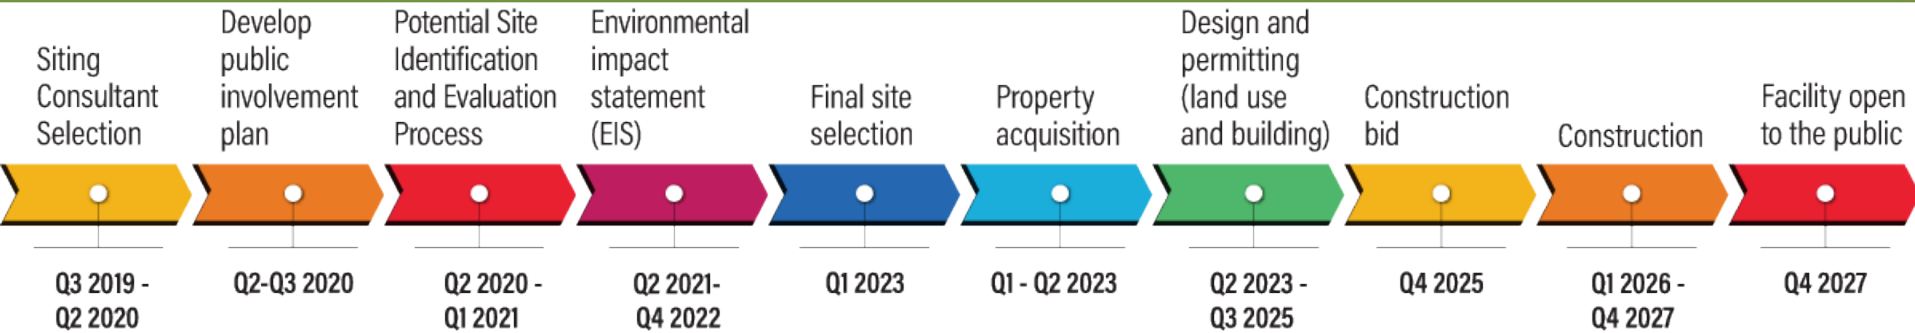 Siting
Consultant
Selection
Q3 2019 -
Q2 2020
Develop
public
involvement
plan
Q2-Q3 2020
Potential Site
Identification
and Evaluation
Process
Q2 2020 -
Q1 2021
Environmental
impact
statement
(EIS)
Q2 2021-
Q4 2022
Final site
selection
Q1 2023
Property
acquisition
Q1 - Q2 2023
Design and
permitting
(land use
and building)
Q2 2023 -
Q3 2025
Construction
bid
Q4 2025
Construction
Q1 2026 -
Q4 2027
Facility open
to the public
Q4 2027